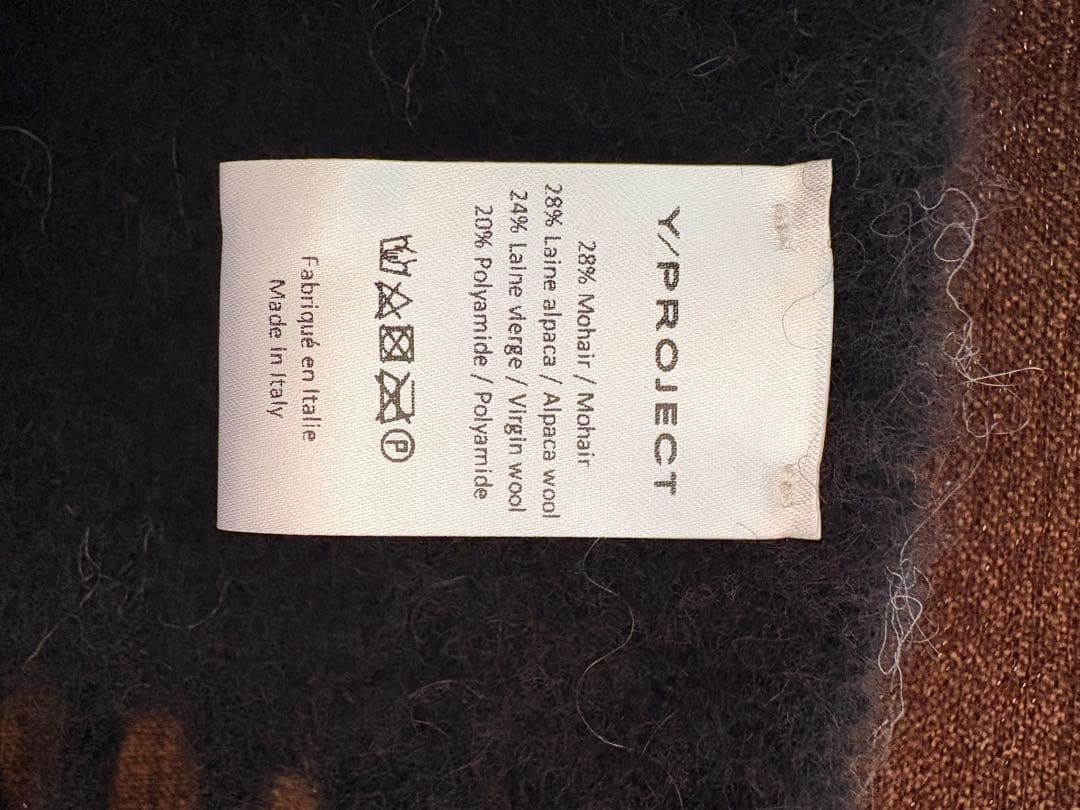 Y/PROJECT
28% Mohair / Mohair
28% Laine alpaca / Alpaca wool
24% Laine vierge / Virgin wool
20% Polyamide / Polyamide
P
Fabriqué en Italie
Made in Italy